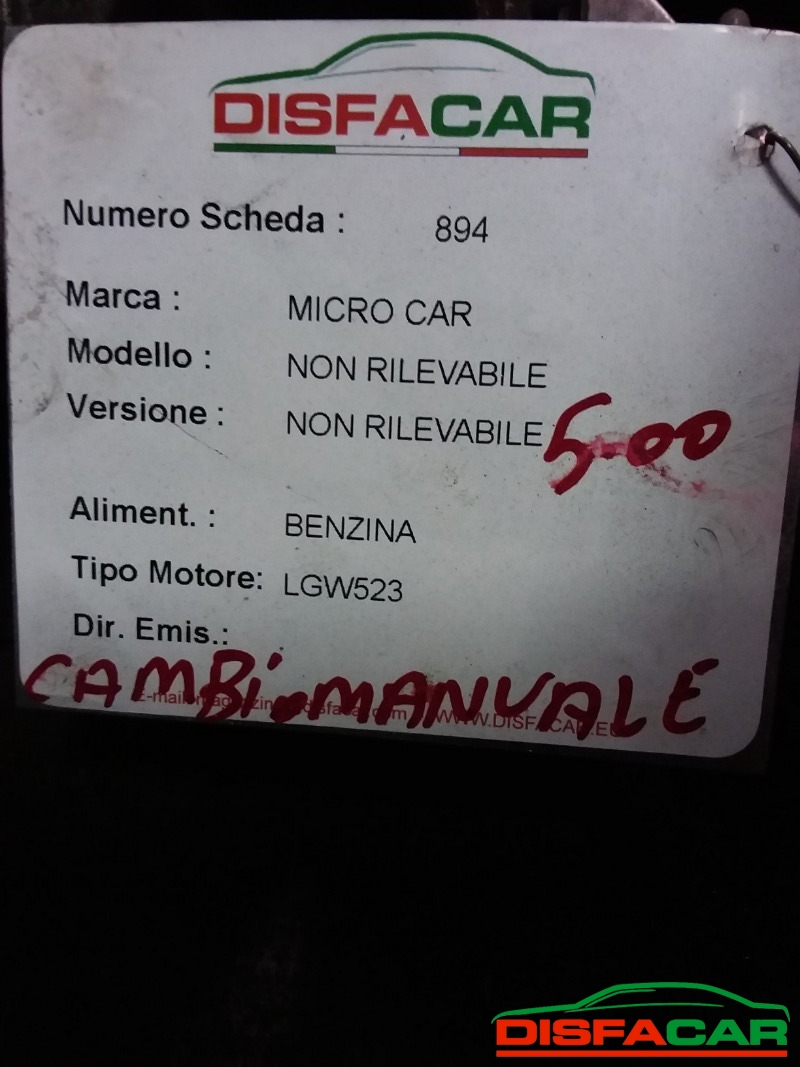 DISFACAR
Numero Scheda : 894
Marca : MICRO CAR
Modello : NON RILEVABILE
Versione : NON RILEVABILE 5.00
Aliment. : BENZINA
Tipo Motore: LGW523
Dir. Emis.:
CAMBIO MANUALE
E-mail WWW.DISFACAR.EU
DISFACAR